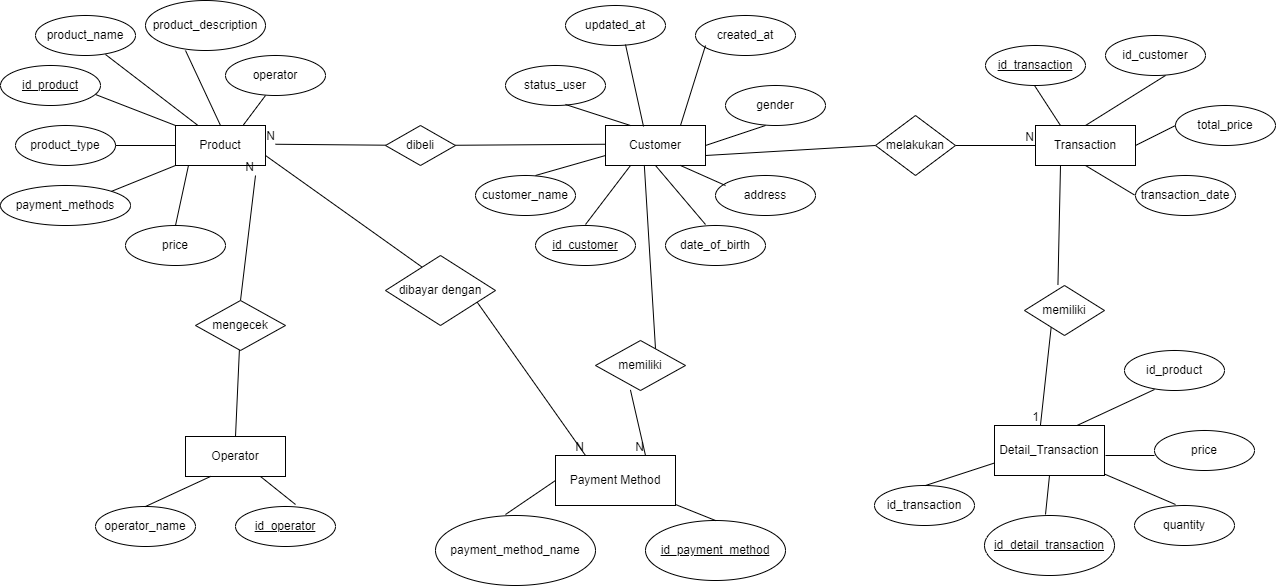 product_description
product_name
updated_at
created_at
id_customer
id_transaction
operator
id_product
status_user
gender
total_price
N
N
product_type
Product
dibeli
Customer
melakukan
Transaction
N
payment_methods
customer_name
address
transaction_date
price
id_customer
date_of_birth
dibayar dengan
memiliki
mengecek
memiliki
id_product
1
N
N
Operator
Payment Method
Detail_Transaction
price
id_transaction
operator_name
id_operator
quantity
payment_method_name
id_payment_method
id_detail_transaction